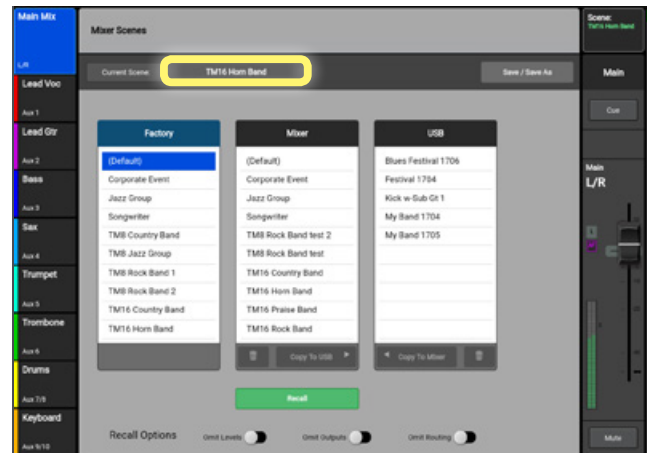 Main Mix
L/R
Lead Voc
Aux 1
Lead Gtr
Aux 2
Bass
Aux 3
Sax
Aux 4
Trumpet
Aux 5
Trombone
Aux 6
Drums
Aux 7/8
Keyboard
Aux 9/10
Mixer Scenes
Current Scene: TM16 Horn Band
Save / Save As
Factory
(Default)
Corporate Event
Jazz Group
Songwriter
TM8 Country Band
TM8 Jazz Group
TM8 Rock Band 1
TM8 Rock Band 2
TM16 Country Band
TM16 Horn Band
Mixer
(Default)
Corporate Event
Jazz Group
Songwriter
TM8 Rock Band test 2
TM8 Rock Band test
TM16 Country Band
TM16 Horn Band
TM16 Praise Band
TM16 Rock Band
Copy To USB
USB
Blues Festival 1706
Festival 1704
Kick w-Sub Gt 1
My Band 1704
My Band 1705
Copy To Mixer
Recall
Recall Options
Omit Levels
Omit Outputs
Omit Routing
Scene:
TM16 Horn Band
Main
Cue
Main
L/R
Mute